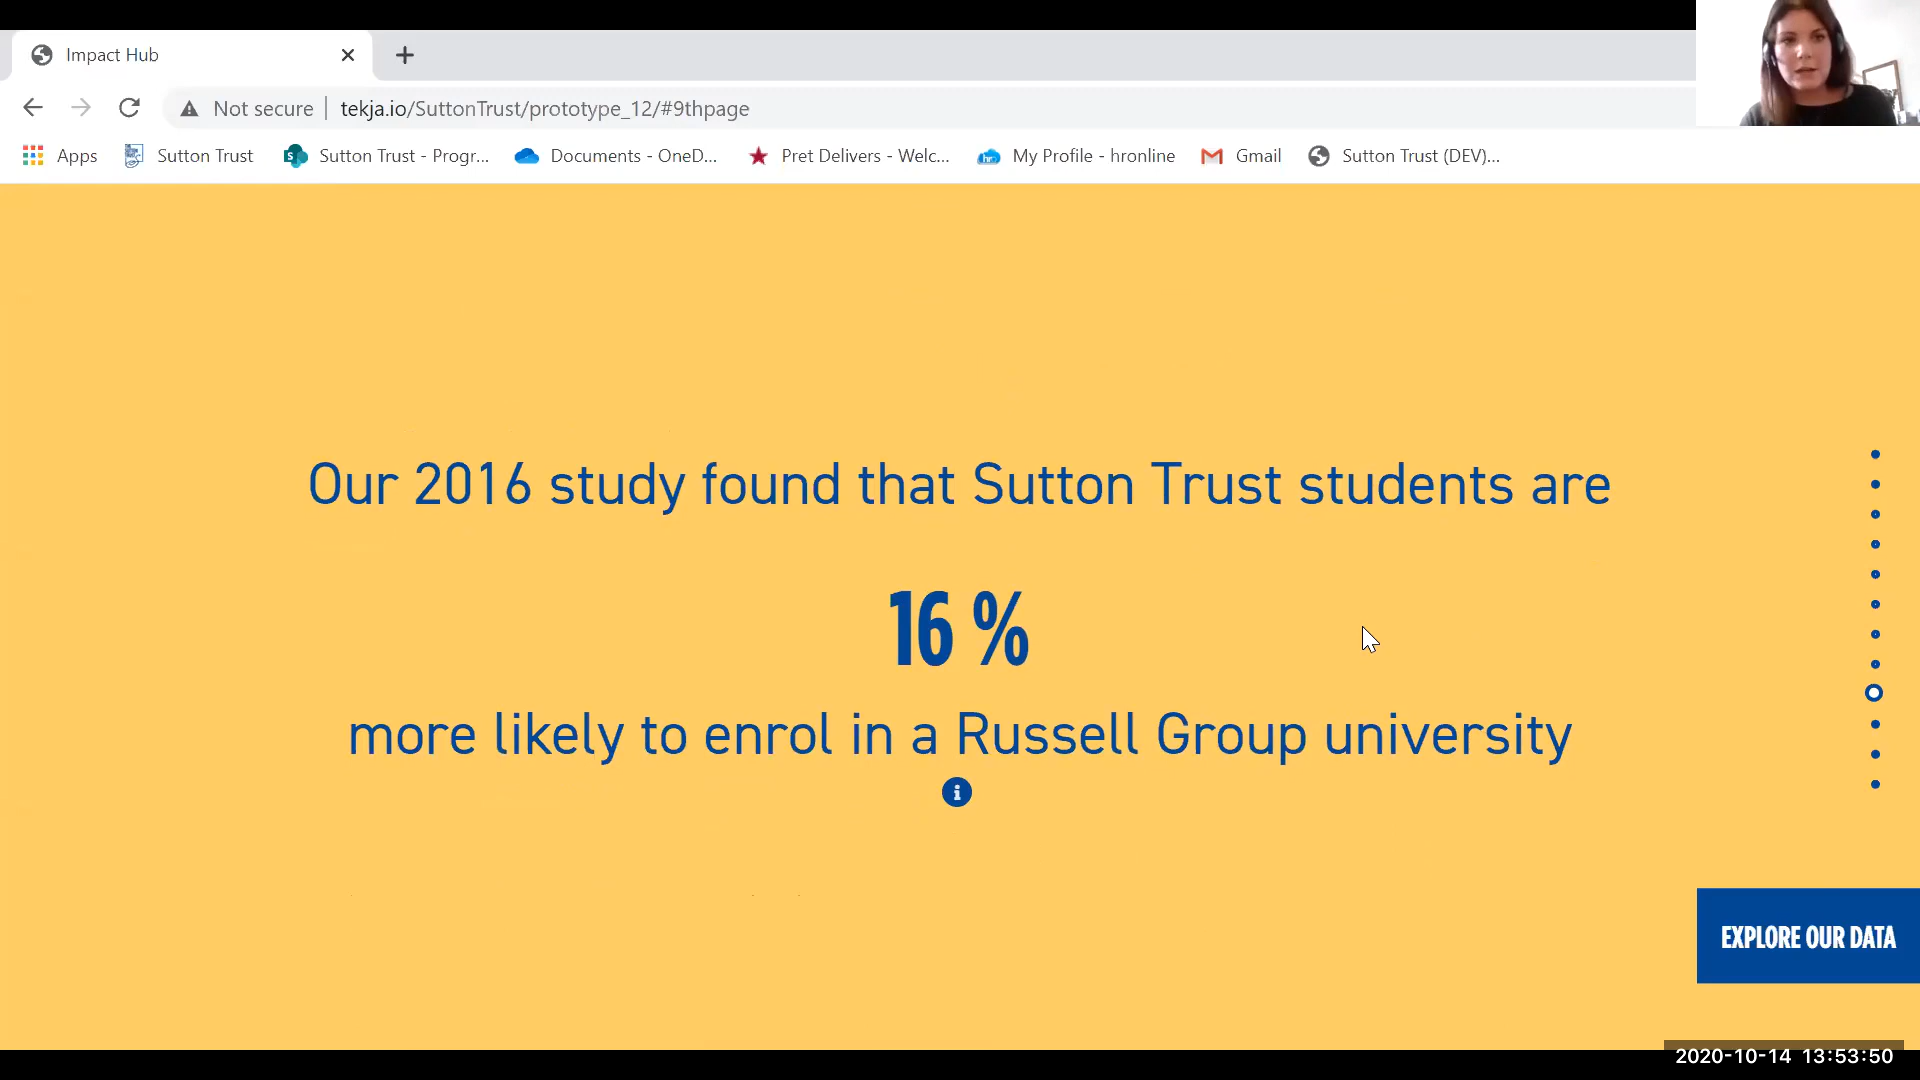 Impact Hub
Not secure
tekja.io/SuttonTrust/prototype_12/#9thpage
Apps
Sutton Trust
Sutton Trust - Progr...
Documents - OneD...
Pret Delivers - Welc...
hr
My Profile - hronline
Gmail
Sutton Trust (DEV)...
Our 2016 study found that Sutton Trust students are
16 %
more likely to enrol in a Russell Group university
i
EXPLORE OUR DATA
2020-10-14 13:53:50